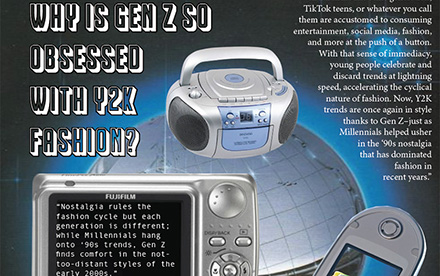 WHY IS GEN Z SO
OBSESSED
WITH Y2K
FASHION?
TikTok teens, or whatever you call
them are accustomed to consuming
entertainment, social media, fashion,
and more at the push of a button.
With that sense of immediacy,
young people celebrate and
discard trends at lightning
speed, accelerating the cyclical
nature of fashion. Now, Y2K
trends are once again in style
thanks to Gen Z–just as
Millennials helped usher
in the '90s nostalgia
that has dominated
fashion in
recent years.”
FUJIFILM
"Nostalgia rules the
fashion cycle but each
generation is different;
while Millennials hang
onto '90s trends, Gen Z
finds comfort in the not-
too-distant styles of the
early 2000s."
DISP/BACK